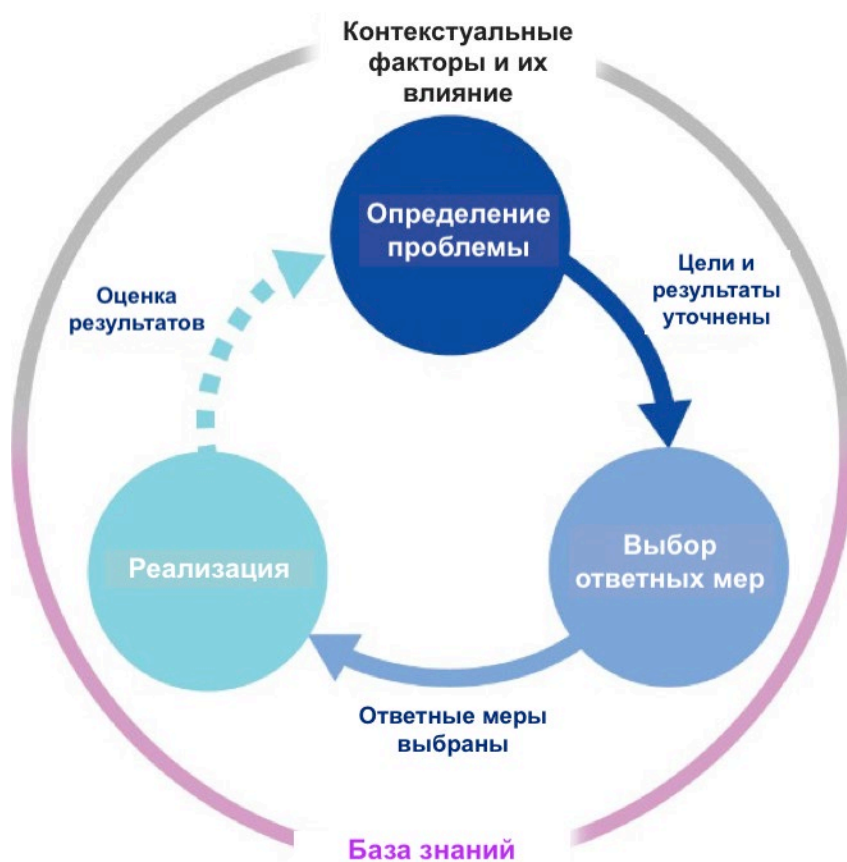 Контекстуальные
факторы и их
влияние
Определение
проблемы
Цели и
результаты
уточнены
Оценка
результатов
Выбор
ответных мер
Реализация
Ответные меры
выбраны
База знаний